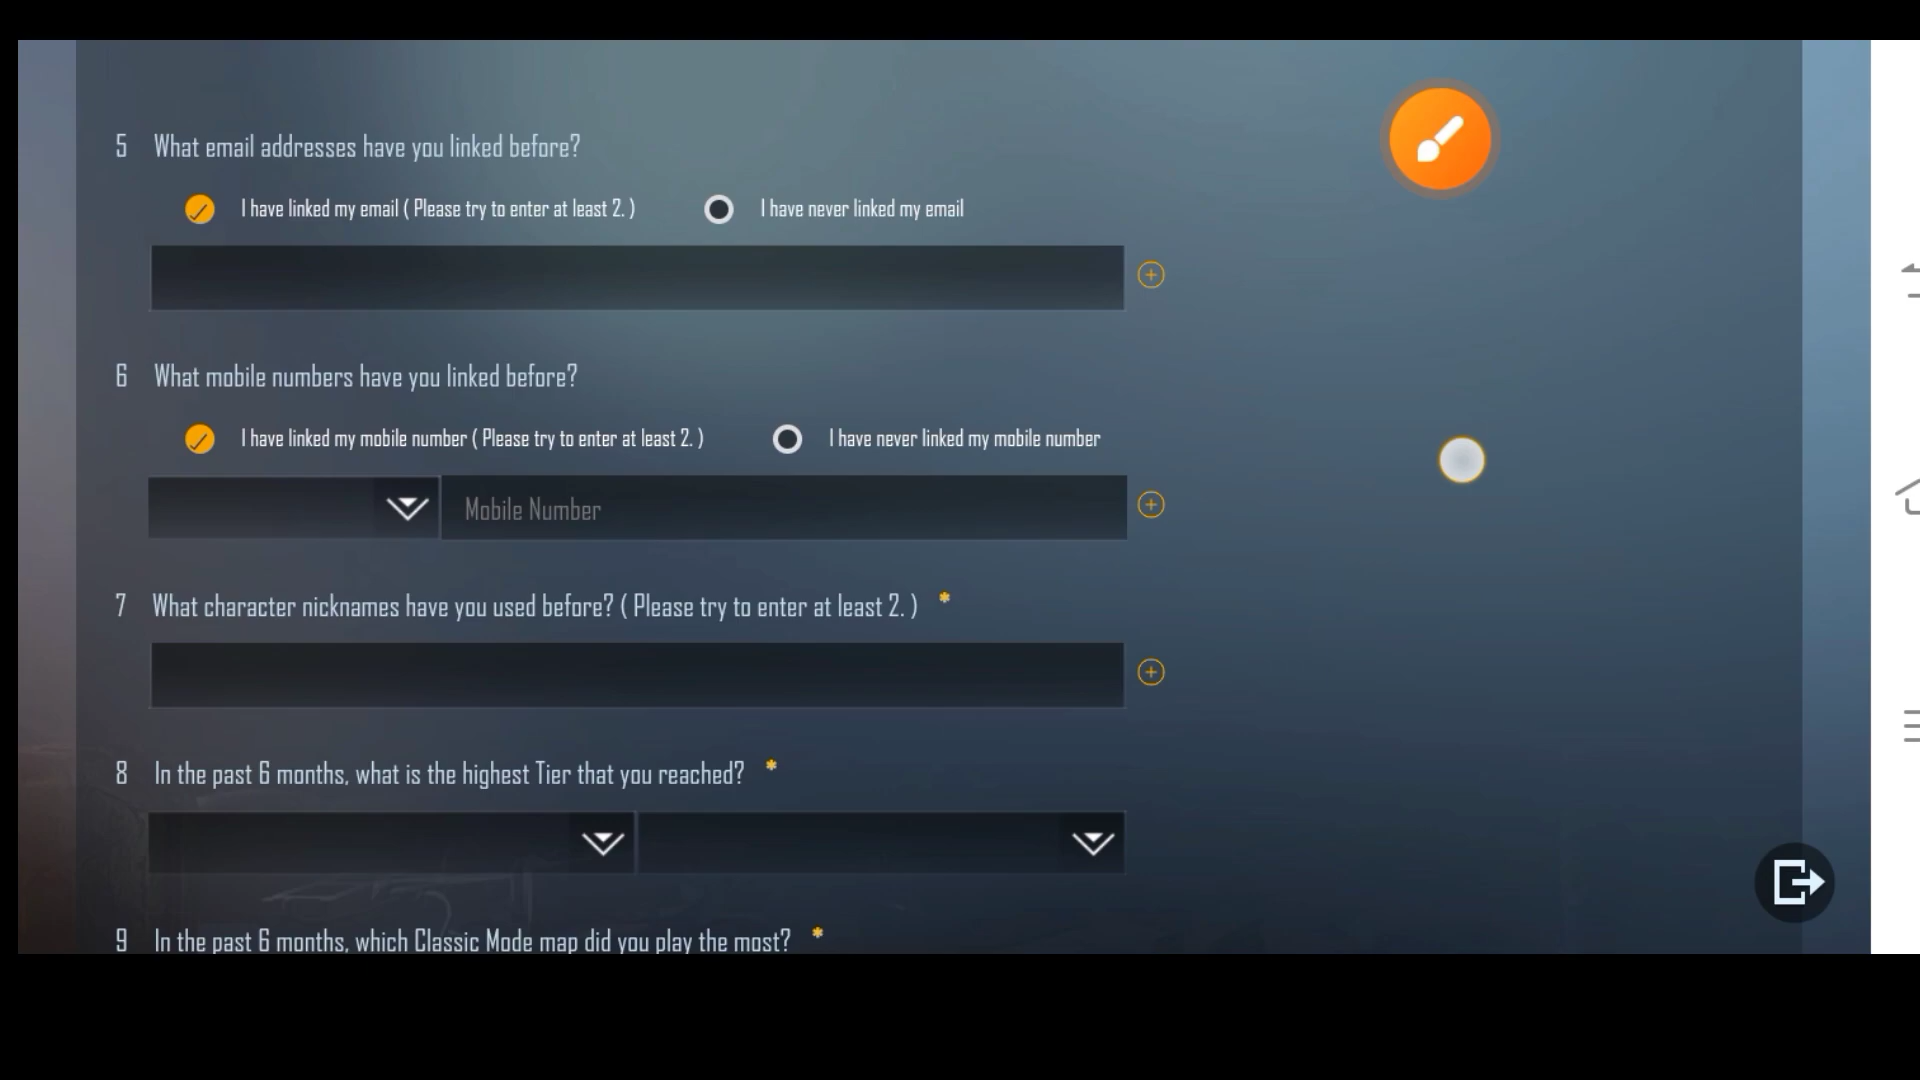 5 What email addresses have you linked before?
I have linked my email ( Please try to enter at least 2. ) I have never linked my email
6 What mobile numbers have you linked before?
I have linked my mobile number ( Please try to enter at least 2. ) I have never linked my mobile number
Mobile Number
7 What character nicknames have you used before? ( Please try to enter at least 2. ) *
8 In the past 6 months, what is the highest Tier that you reached? *
9 In the past 6 months, which Classic Mode map did you play the most? *